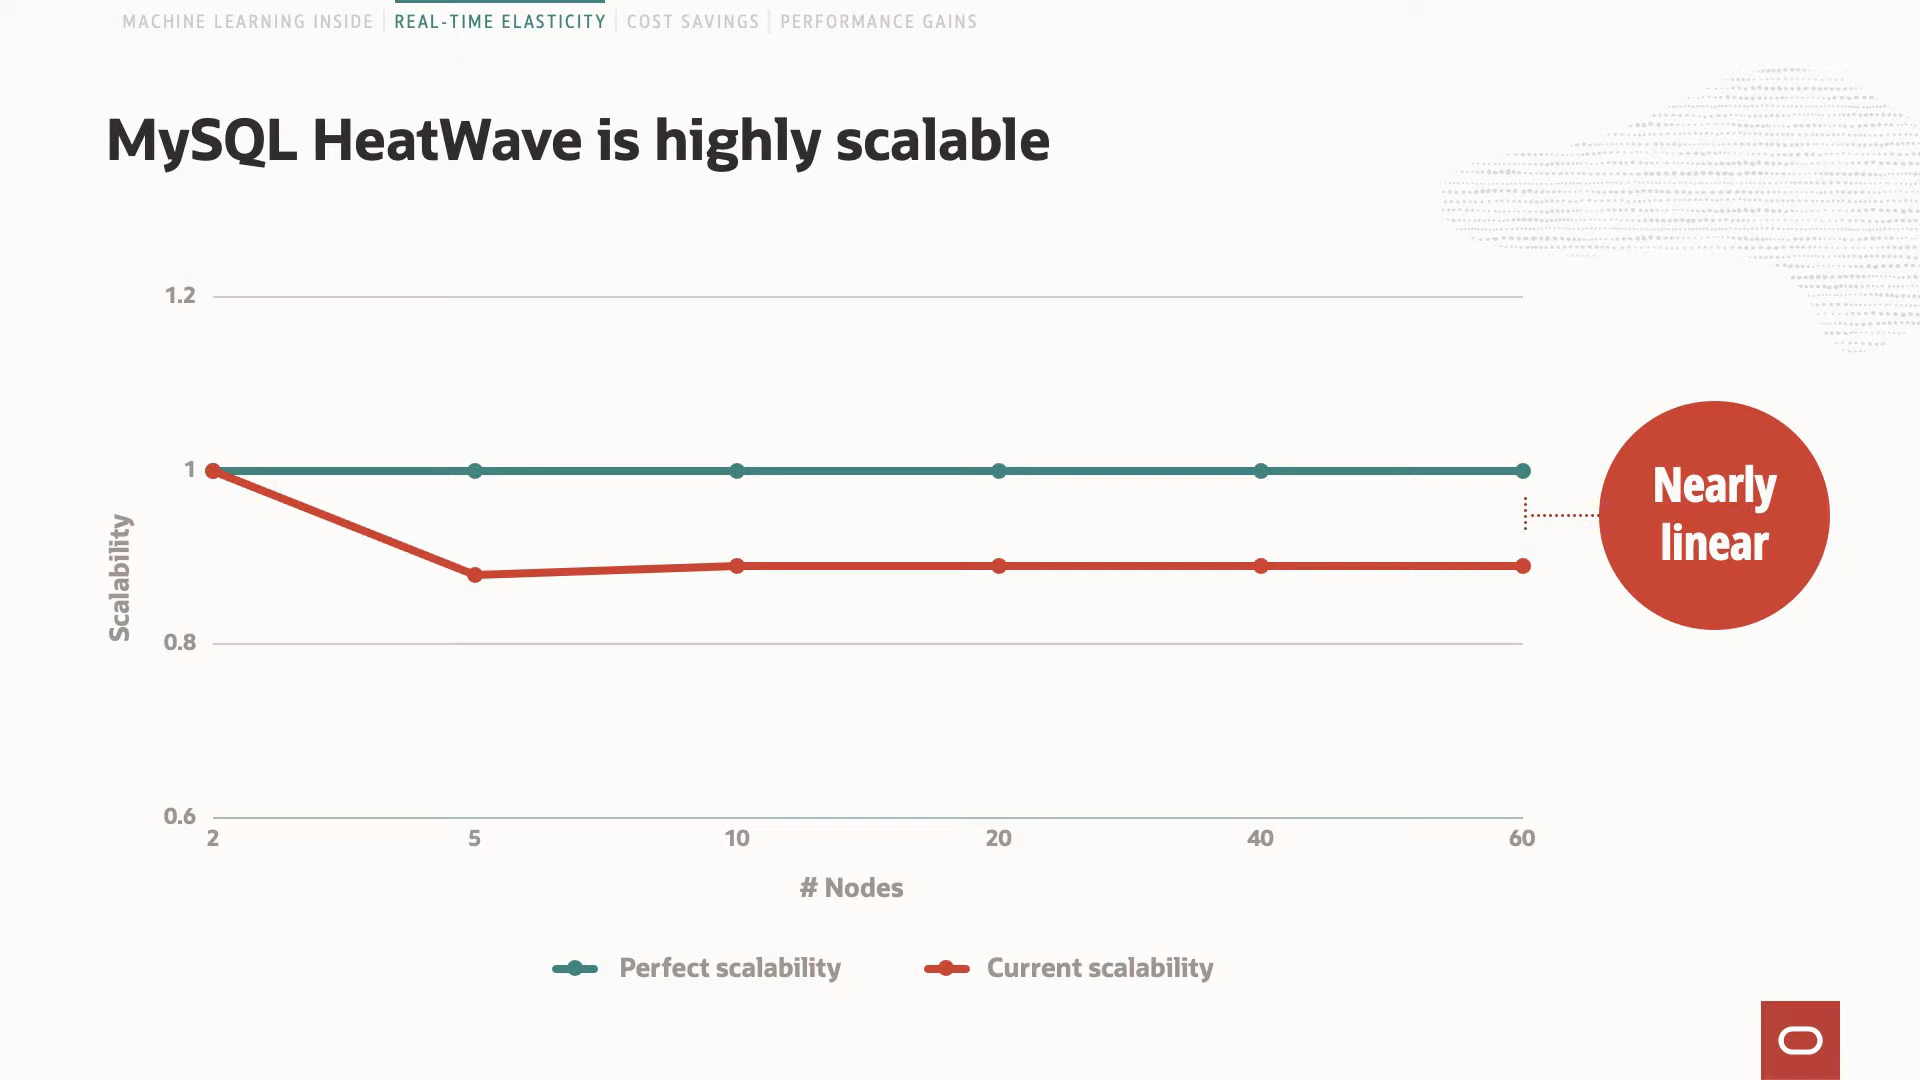 MACHINE LEARNING INSIDE | REAL-TIME ELASTICITY | COST SAVINGS | PERFORMANCE GAINS
MySQL HeatWave is highly scalable
1.2
1
0.8
0.6
Scalability
2 5 10 20 40 60
# Nodes
Nearly
linear
Perfect scalability Current scalability